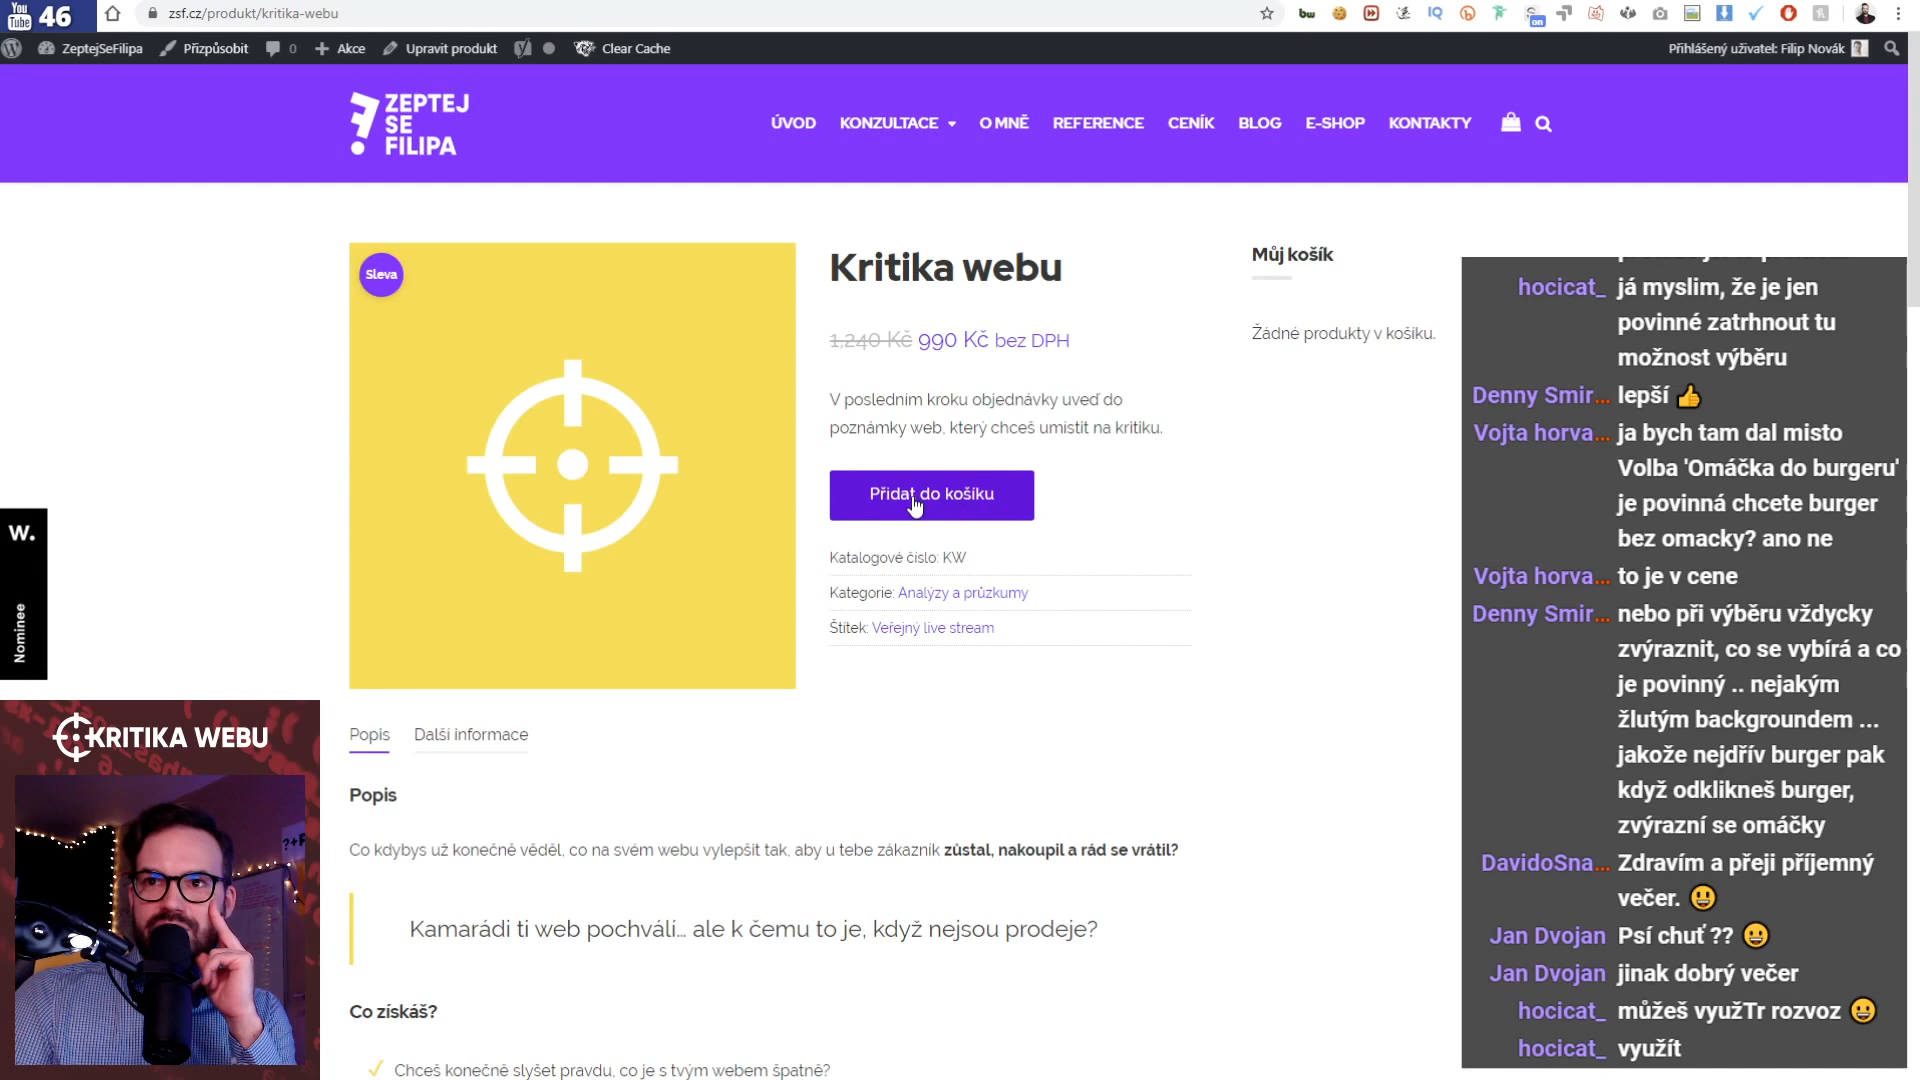 You
Tube 46
zsf.cz/produkt/kritika-webu
ZeptejSeFilipa
Přizpůsobit
0
Akce
Upravit produkt
Clear Cache
Přihlášený uživatel: Filip Novák
ZEPTEJ
SE
FILIPA
ÚVOD
KONZULTACE
O MNĚ
REFERENCE
CENÍK
BLOG
E-SHOP
KONTAKTY
Sleva
Kritika webu
1,240 Kč 990 Kč bez DPH
V posledním kroku objednávky uveď do
poznámky web, který chceš umístit na kritiku.
Přidat do košíku
Katalogové číslo: KW
Kategorie: Analýzy a průzkumy
Štítek: Veřejný live stream
Můj košík
Žádné produkty v košíku.
W.
Nominee
Popis
Další informace
Popis
Co kdybys už konečně věděl, co na svém webu vylepšit tak, aby u tebe zákazník zůstal, nakoupil a rád se vrátil?
Kamarádi ti web pochválí... ale k čemu to je, když nejsou prodeje?
Co získáš?
Chceš konečně slyšet pravdu, co je s tvým webem špatně?
KRITIKA WEBU
hocicat_ já myslim, že je jen
povinné zatrhnout tu
možnost výběru
Denny Smir... lepší 👍
Vojta horva... ja bych tam dal misto
Volba 'Omáčka do burgeru'
je povinná chcete burger
bez omacky? ano ne
Vojta horva... to je v cene
Denny Smir... nebo při výběru vždycky
zvýraznit, co se vybírá a co
je povinný .. nejakým
žlutým backgroundem ...
jakože nejdřív burger pak
když odklikneš burger,
zvýrazní se omáčky
DavidoSna... Zdravím a přeji příjemný
večer. 😀
Jan Dvojan Psí chuť ?? 😀
Jan Dvojan jinak dobrý večer
hocicat_ můžeš využTr rozvoz 😀
hocicat_ využít